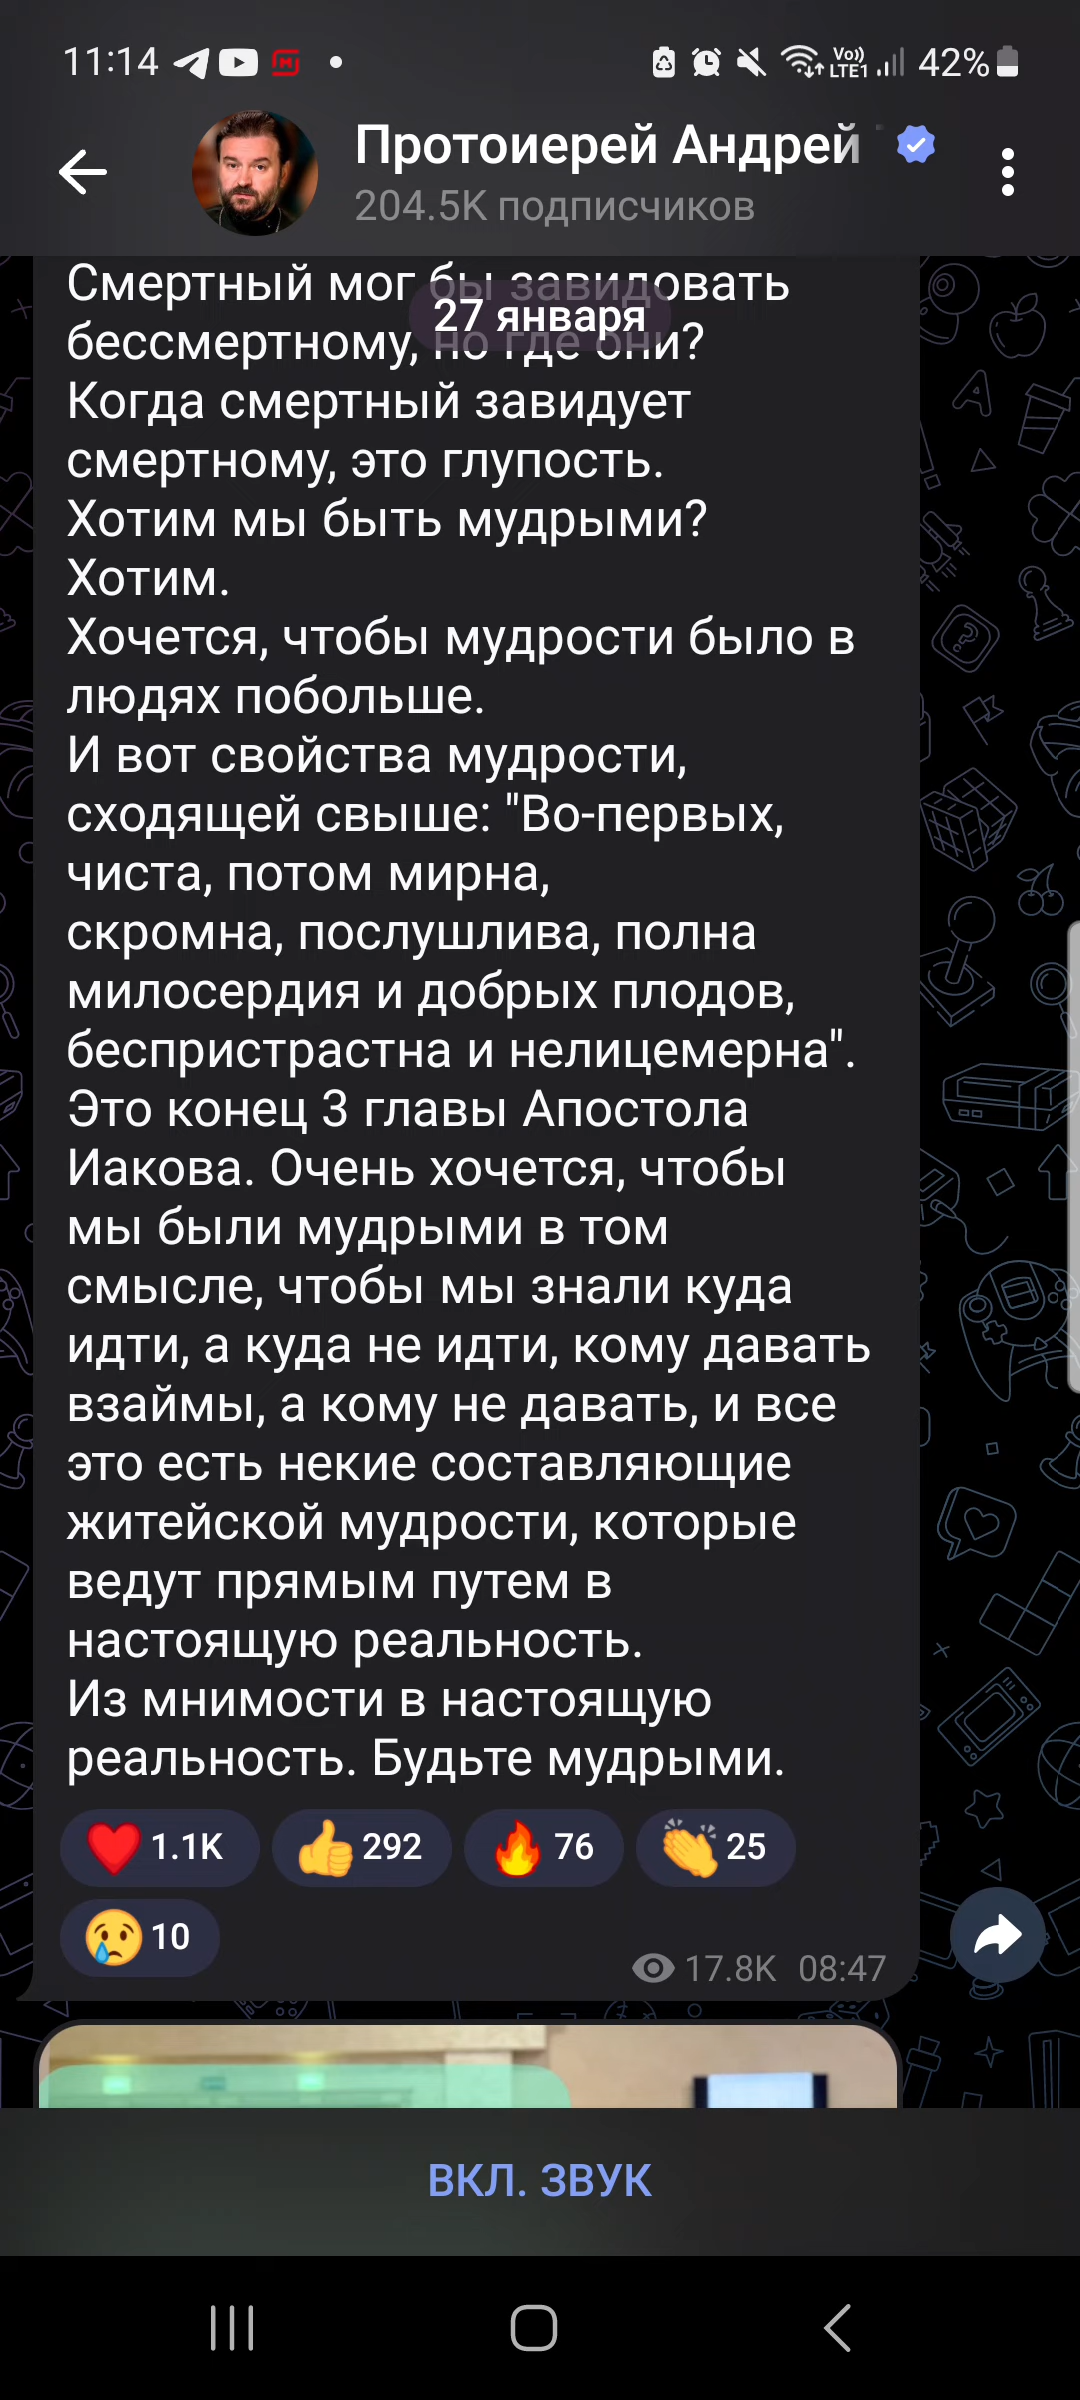 11:14
Vo))
LTE1
42%
Протоиерей Андрей
204.5K подписчиков
27 января
Смертный мог бы завидовать
бессмертному, но где они?
Когда смертный завидует
смертному, это глупость.
Хотим мы быть мудрыми?
Хотим.
Хочется, чтобы мудрости было в
людях побольше.
И вот свойства мудрости,
сходящей свыше: "Во-первых,
чиста, потом мирна,
скромна, послушлива, полна
милосердия и добрых плодов,
беспристрастна и нелицемерна".
Это конец 3 главы Апостола
Иакова. Очень хочется, чтобы
мы были мудрыми в том
смысле, чтобы мы знали куда
идти, а куда не идти, кому давать
взаймы, а кому не давать, и все
это есть некие составляющие
житейской мудрости, которые
ведут прямым путем в
настоящую реальность.
Из мнимости в настоящую
реальность. Будьте мудрыми.
1.1K 292 76 25
10
17.8K 08:47
ВКЛ. ЗВУК